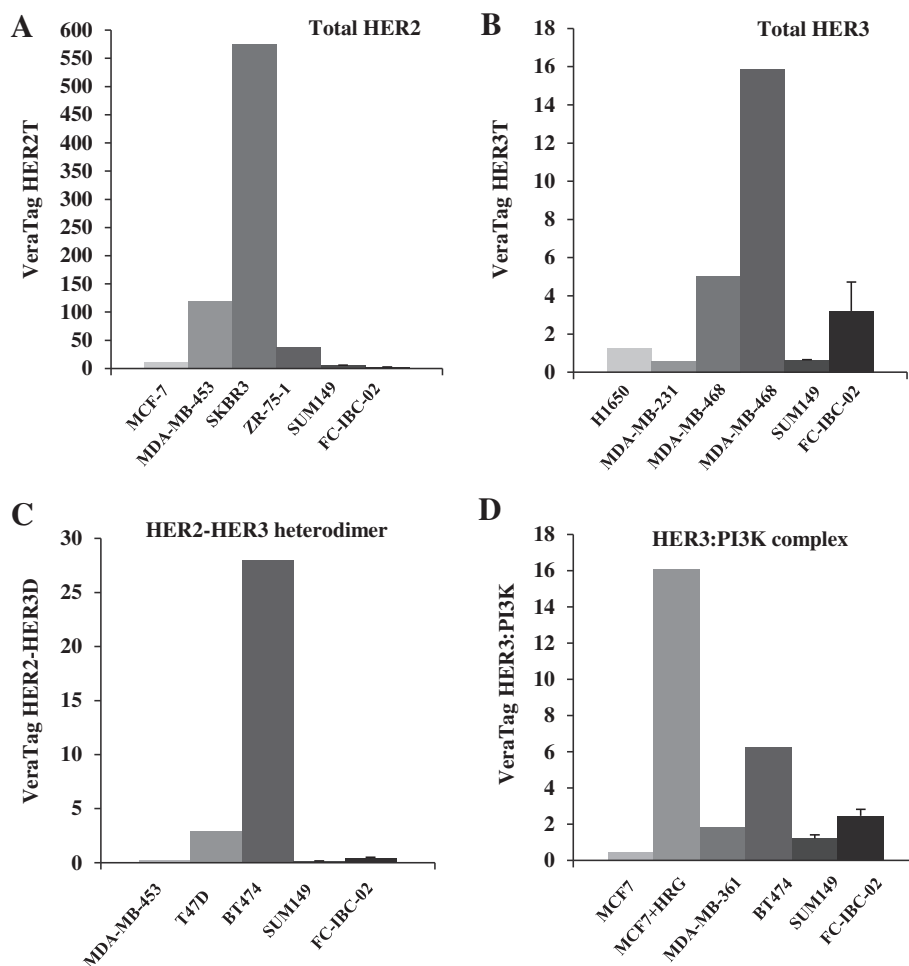 A
Total HER2
VeraTag HER2T
600
550
500
450
400
350
300
250
200
150
100
50
0
MCF-7
MDA-MB-453
SKBR3
ZR-75-1
SUM149
FC-IBC-02
B
Total HER3
VeraTag HER3T
18
16
14
12
10
8
6
4
2
0
H1650
MDA-MB-231
MDA-MB-468
MDA-MB-468
SUM149
FC-IBC-02
C
HER2-HER3 heterodimer
VeraTag HER2-HER3D
30
25
20
15
10
5
0
MDA-MB-453
T47D
BT474
SUM149
FC-IBC-02
D
HER3:PI3K complex
VeraTag HER3:PI3K
18
16
14
12
10
8
6
4
2
0
MCF7
MCF7+HRG
MDA-MB-361
BT474
SUM149
FC-IBC-02